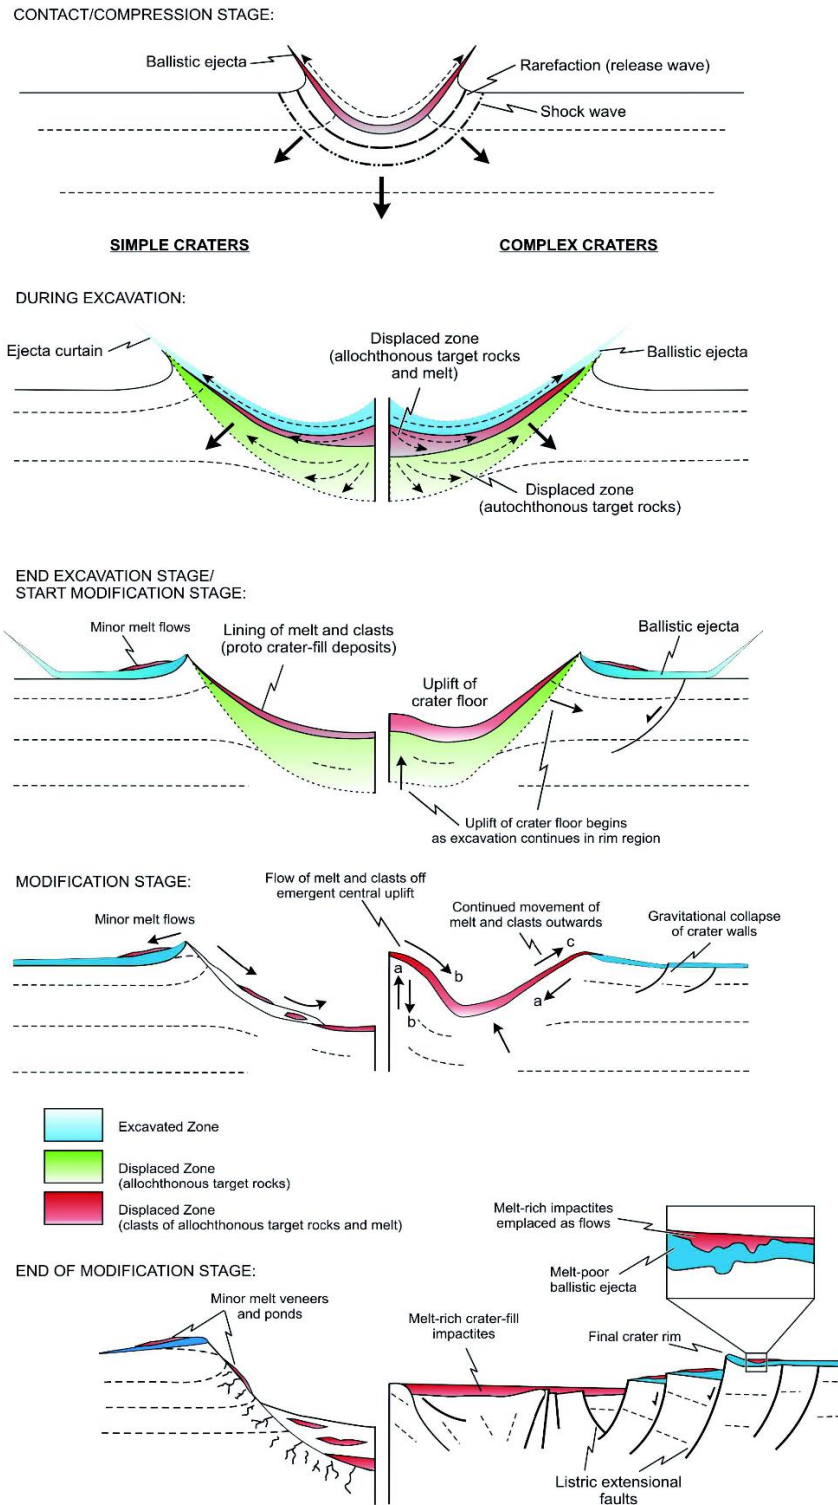 CONTACT/COMPRESSION STAGE:
Ballistic ejecta
Rarefaction (release wave)
Shock wave
SIMPLE CRATERS
COMPLEX CRATERS
DURING EXCAVATION:
Ejecta curtain
Displaced zone
(allochthonous target rocks
and melt)
Ballistic ejecta
Displaced zone
(autochthonous target rocks)
END EXCAVATION STAGE/
START MODIFICATION STAGE:
Minor melt flows
Lining of melt and clasts
(proto crater-fill deposits)
Uplift of
crater floor
Ballistic ejecta
Uplift of crater floor begins
as excavation continues in rim region
MODIFICATION STAGE:
Flow of melt and clasts off
emergent central uplift
Minor melt flows
Continued movement of
melt and clasts outwards
Gravitational collapse
of crater walls
a
b
b
c
a
Excavated Zone
Displaced Zone
(allochthonous target rocks)
Displaced Zone
(clasts of allochthonous target rocks and melt)
END OF MODIFICATION STAGE:
Minor melt veneers
and ponds
Melt-rich impactites
emplaced as flows
Melt-poor
ballistic ejecta
Melt-rich crater-fill
impactites
Final crater rim
Listric extensional
faults